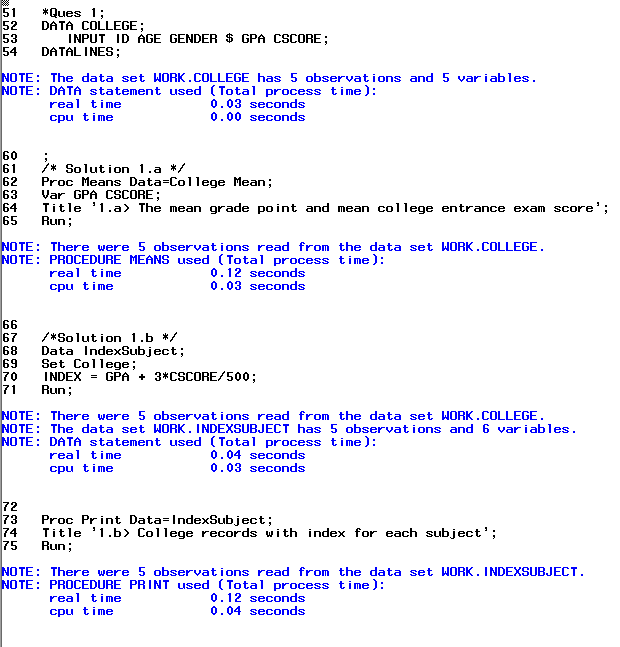 51 *Ques 1;
52 DATA COLLEGE;
53 INPUT ID AGE GENDER $ GPA CSCORE;
54 DATALINES;
NOTE: The data set WORK.COLLEGE has 5 observations and 5 variables.
NOTE: DATA statement used (Total process time):
real time 0.03 seconds
cpu time 0.00 seconds
60 ;
61 /* Solution 1.a */
62 Proc Means Data=College Mean;
63 Var GPA CSCORE;
64 Title '1.a> The mean grade point and mean college entrance exam score';
65 Run;
NOTE: There were 5 observations read from the data set WORK.COLLEGE.
NOTE: PROCEDURE MEANS used (Total process time):
real time 0.12 seconds
cpu time 0.03 seconds
66
67 /*Solution 1.b */
68 Data IndexSubject;
69 Set College;
70 INDEX = GPA + 3*CSCORE/500;
71 Run;
NOTE: There were 5 observations read from the data set WORK.COLLEGE.
NOTE: The data set WORK.INDEXSUBJECT has 5 observations and 6 variables.
NOTE: DATA statement used (Total process time):
real time 0.04 seconds
cpu time 0.03 seconds
72
73 Proc Print Data=IndexSubject;
74 Title '1.b> College records with index for each subject';
75 Run;
NOTE: There were 5 observations read from the data set WORK.INDEXSUBJECT.
NOTE: PROCEDURE PRINT used (Total process time):
real time 0.12 seconds
cpu time 0.04 seconds